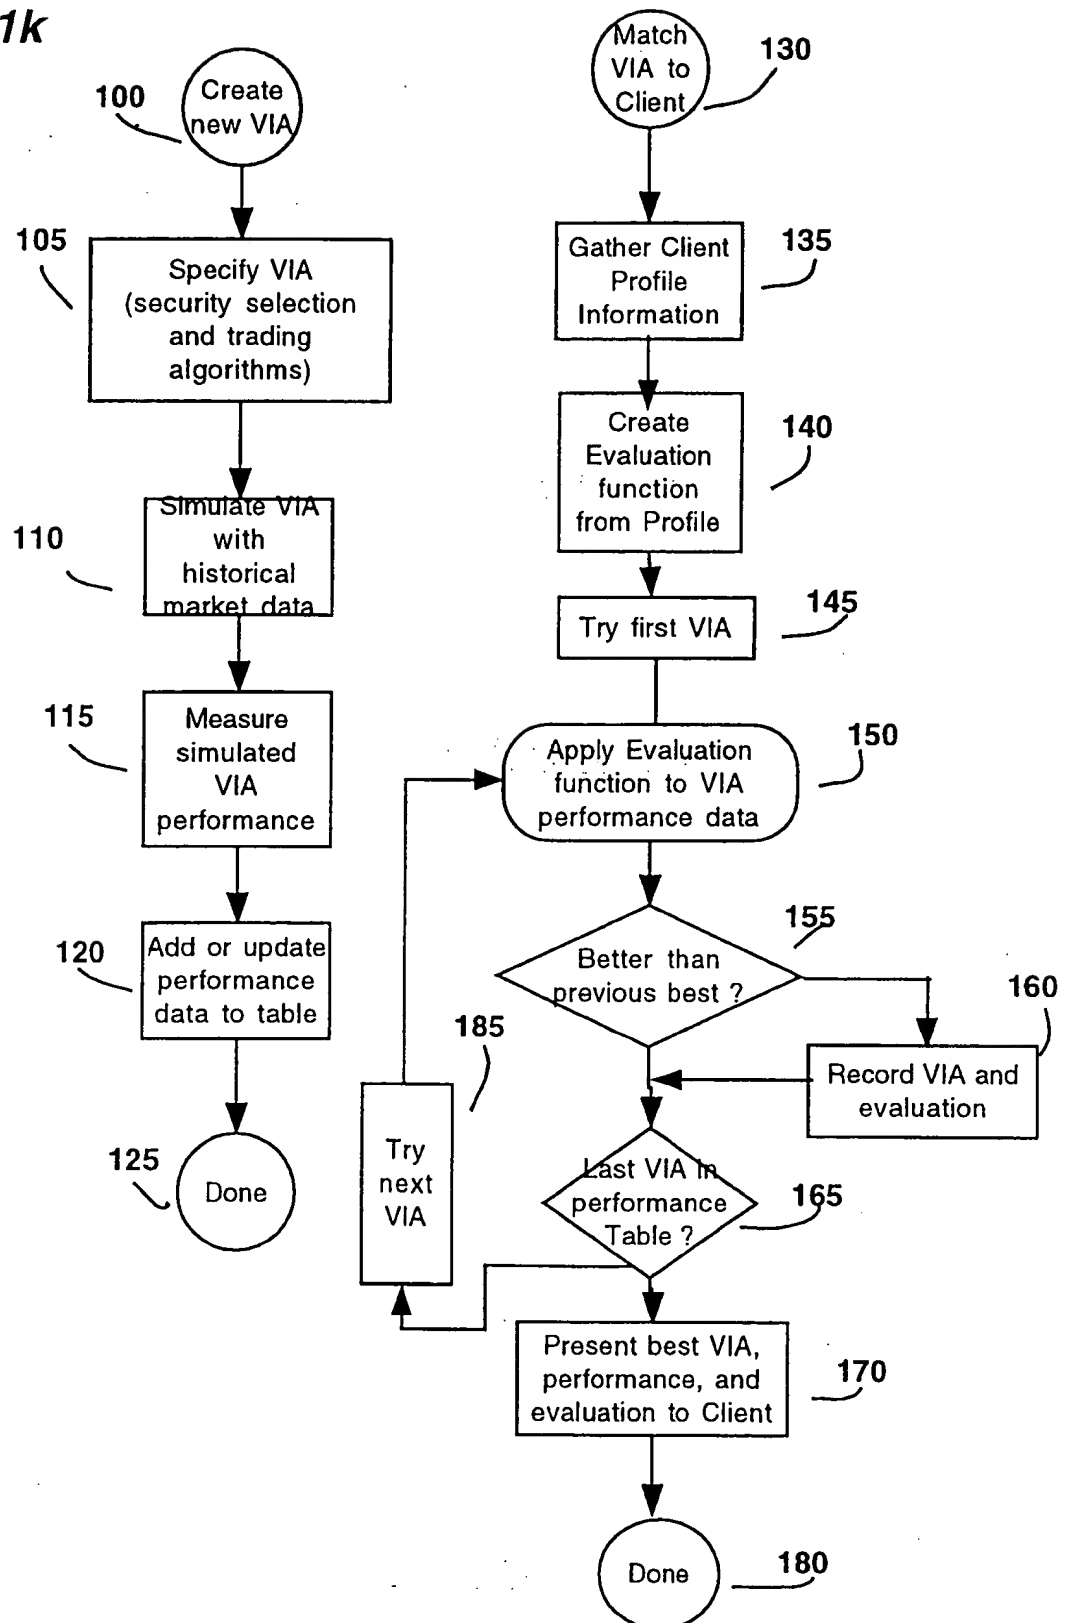 1k
100
Create
new VIA
105
Specify VIA
(security selection
and trading
algorithms)
110
Simulate VIA
with
historical
market data
115
Measure
simulated
VIA
performance
120
Add or update
performance
data to table
125
Done
Match
VIA to
Client
130
Gather Client
Profile
Information
135
Create
Evaluation
function
from Profile
140
Try first VIA
145
Apply Evaluation
function to VIA
performance data
150
Better than
previous best ?
155
Record VIA and
evaluation
160
Last VIA in
performance
Table ?
165
185
Try
next
VIA
Present best VIA,
performance, and
evaluation to Client
170
Done
180